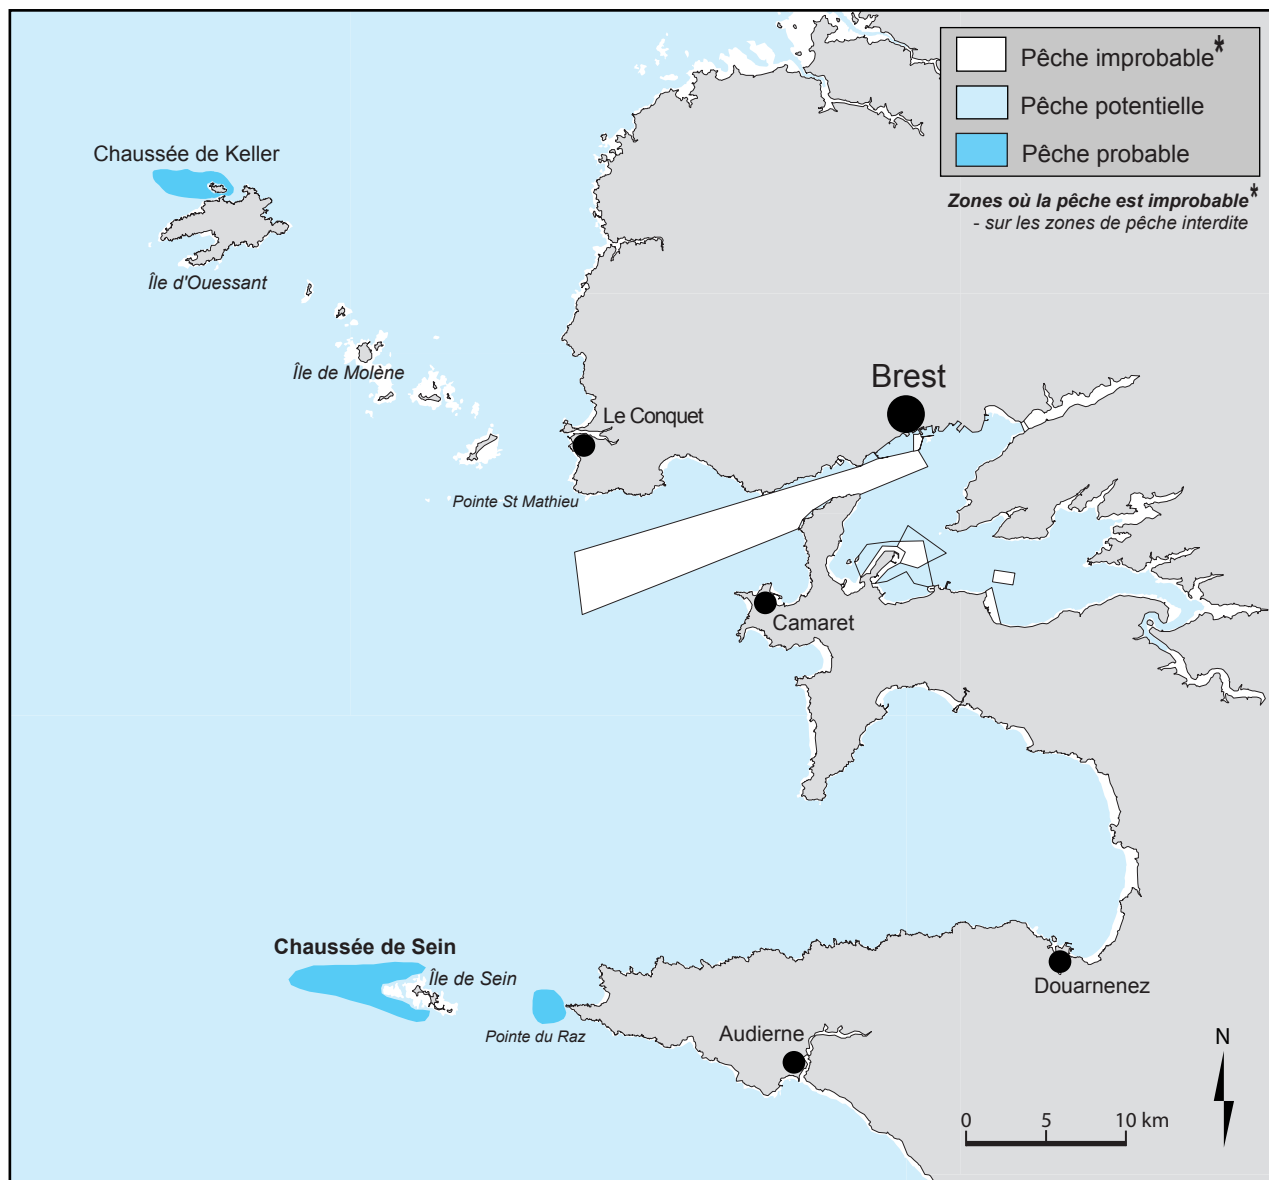 Pêche improbable*
Pêche potentielle
Pêche probable
Zones où la pêche est improbable*
- sur les zones de pêche interdite
Chaussée de Keller
Île d'Ouessant
Île de Molène
Brest
Le Conquet
Pointe St Mathieu
Camaret
Chaussée de Sein
Île de Sein
Pointe du Raz
Douarnenez
Audierne
N
0 5 10 km